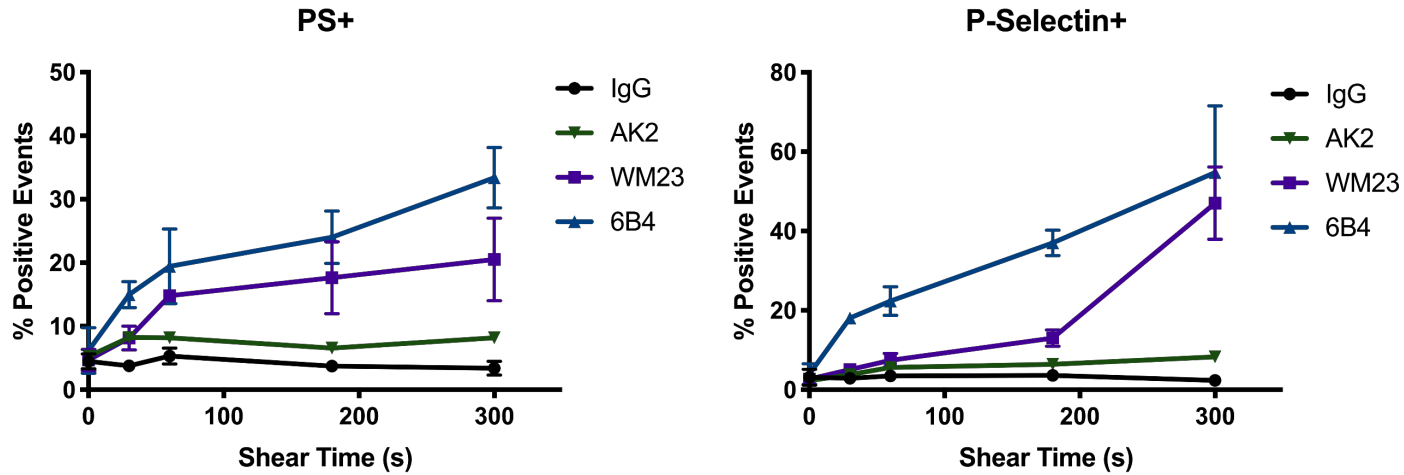 PS+
% Positive Events
50
40
30
20
10
0
0 100 200 300
Shear Time (s)
IgG
AK2
WM23
6B4
P-Selectin+
% Positive Events
80
60
40
20
0
0 100 200 300
Shear Time (s)
IgG
AK2
WM23
6B4